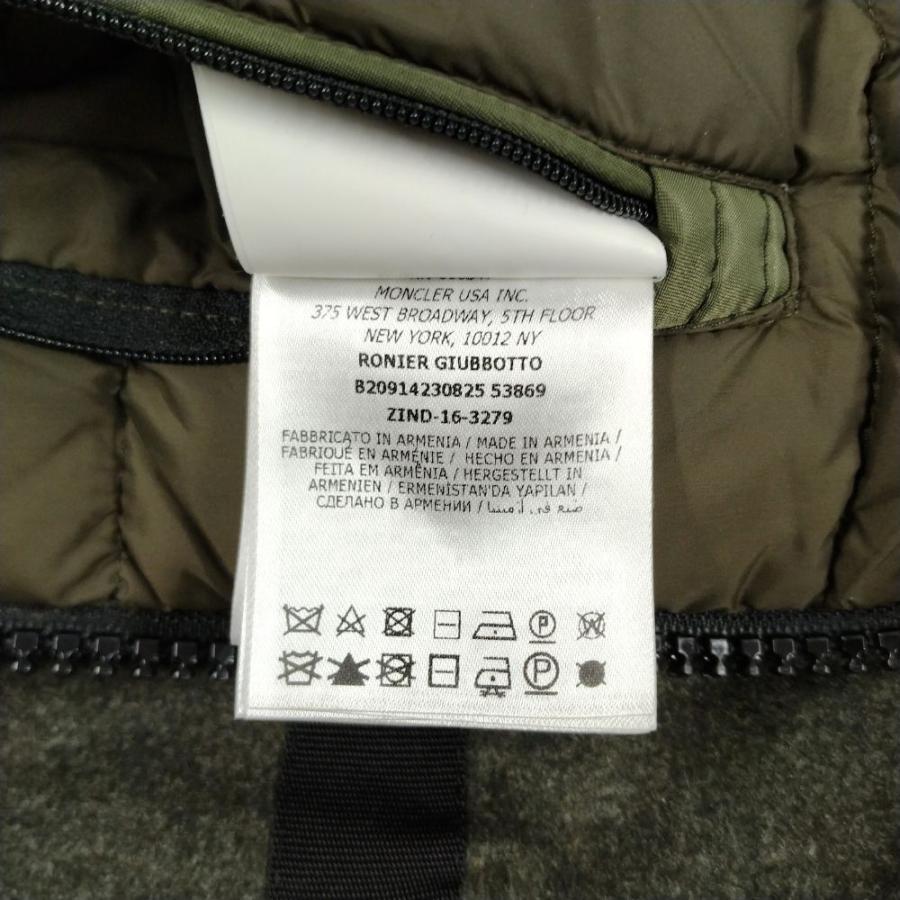 MONCLER USA INC.
375 WEST BROADWAY, 5TH FLOOR
NEW YORK, 10012 NY
RONIER GIUBBOTTO
B20914230825 53869
ZIND-16-3279
FABBRICATO IN ARMENIA / MADE IN ARMENIA /
FABRIQUÉ EN ARMÉNIE / HECHO EN ARMENIA /
FEITA EM ARMÊNIA / HERGESTELLT IN
ARMENIEN / ERMENİSTAN'DA YAPILAN /
СДЕЛАНО В АРМЕНИИ / صنع في
P W
P